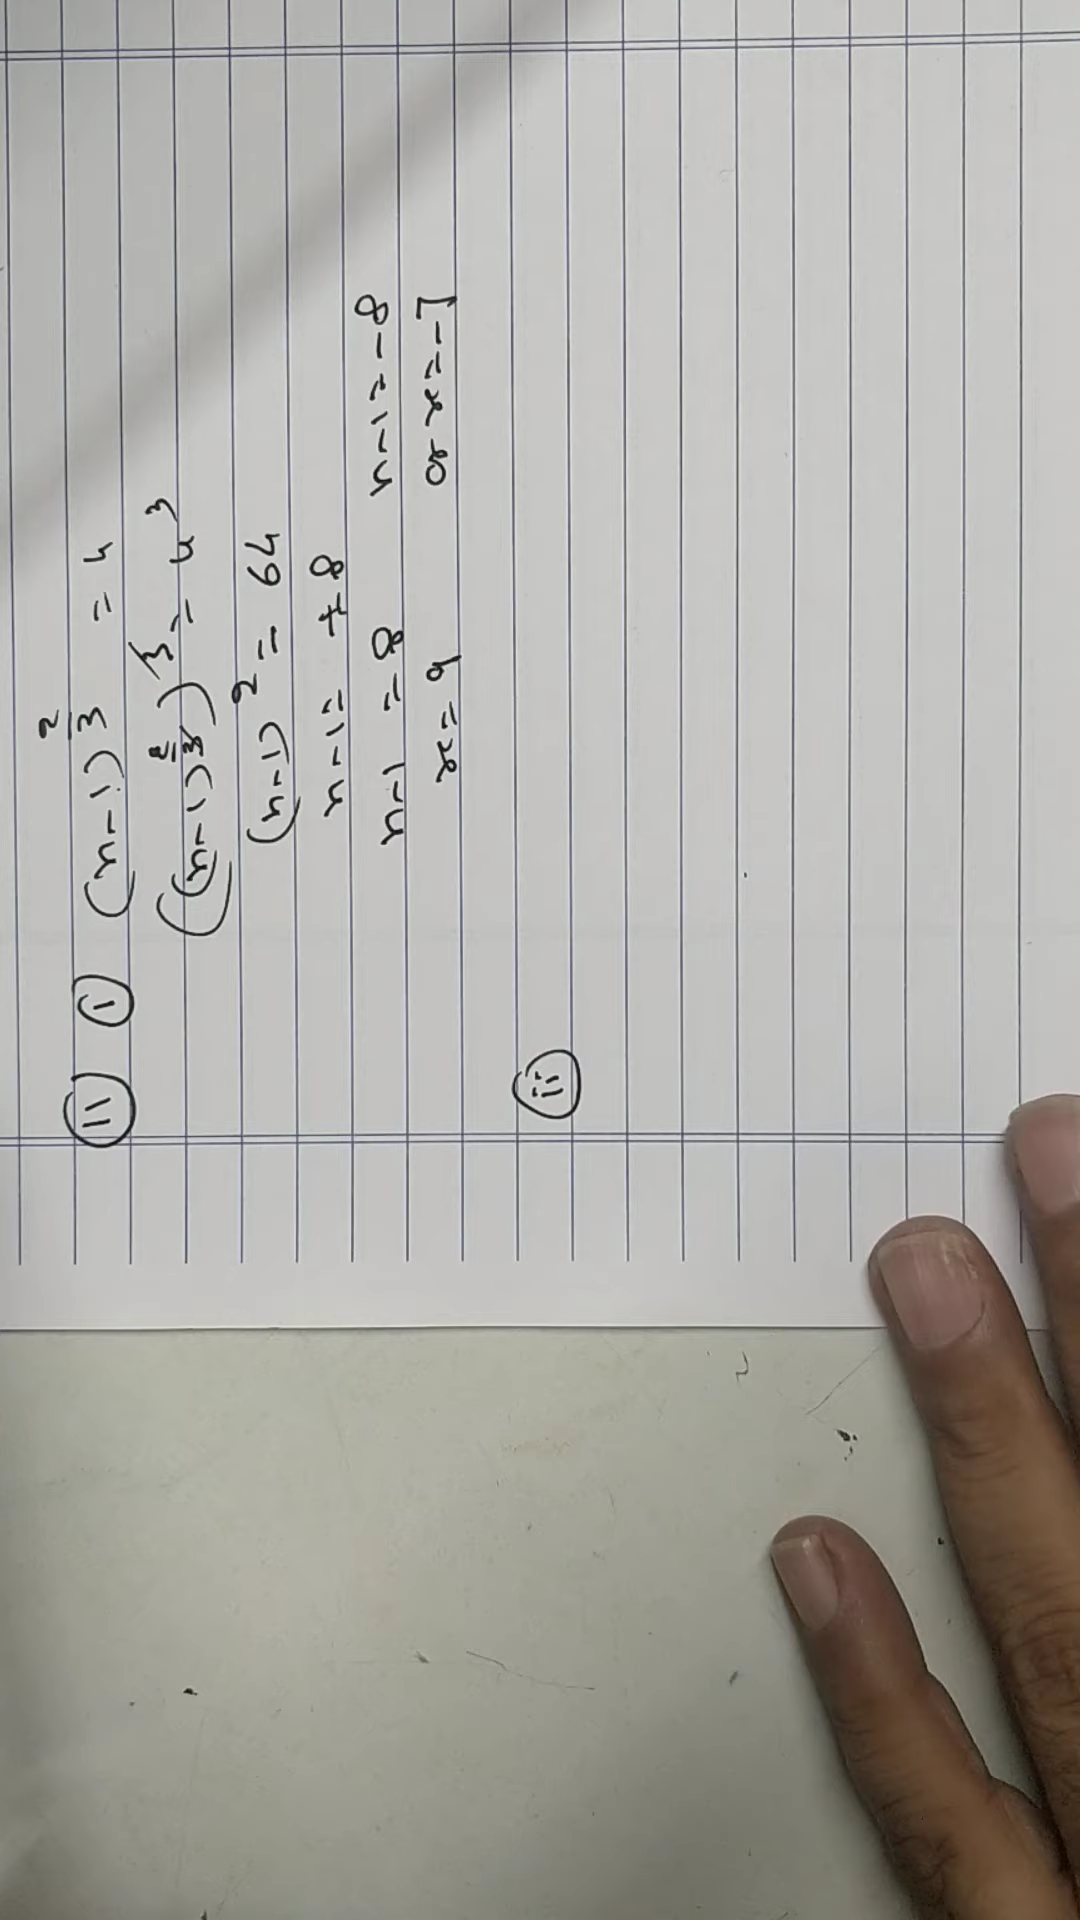 (11) (i) (x-1)^(2/3) = 4
((x-1)^(2/3))^3 = 4^3
(x-1)^2 = 64
x-1 = ± 8
x-1 = 8 x-1 = -8
x = 9 or x = -7
(ii)